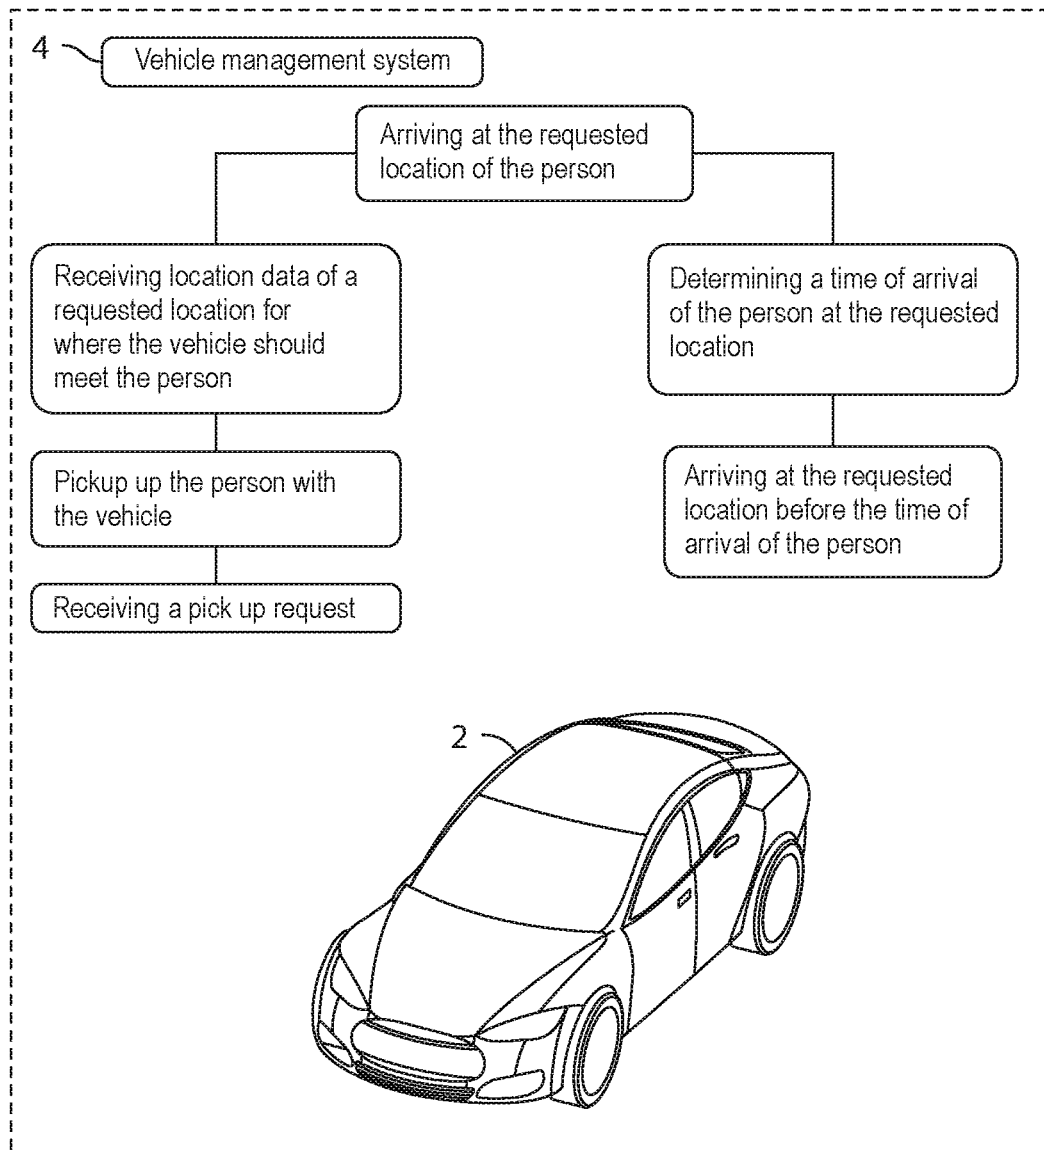 4
Vehicle management system
Arriving at the requested
location of the person
Receiving location data of a
requested location for
where the vehicle should
meet the person
Determining a time of arrival
of the person at the requested
location
Pickup up the person with
the vehicle
Arriving at the requested
location before the time of
arrival of the person
Receiving a pick up request
2